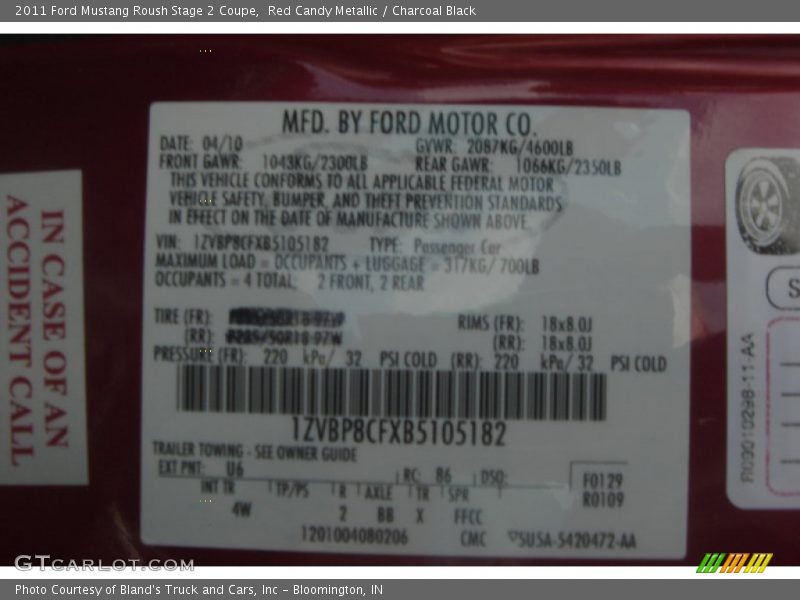 2011 Ford Mustang Roush Stage 2 Coupe, Red Candy Metallic / Charcoal Black
MFD. BY FORD MOTOR CO.
DATE: 04/10 GVWR: 2087KG/4600LB
FRONT GAWR: 1043KG/2300LB REAR GAWR: 1066KG/2350LB
THIS VEHICLE CONFORMS TO ALL APPLICABLE FEDERAL MOTOR
VEHICLE SAFETY, BUMPER, AND THEFT PREVENTION STANDARDS
IN EFFECT ON THE DATE OF MANUFACTURE SHOWN ABOVE.
VIN: 1ZVBP8CFXB5105182 TYPE: Passenger Car
MAXIMUM LOAD = OCCUPANTS + LUGGAGE = 317KG/ 700LB
OCCUPANTS = 4 TOTAL: 2 FRONT, 2 REAR
TIRE (FR): RIMS (FR): 18x8.0J
(RR): (RR): 18x8.0J
PRESSURE (FR): 220 kPa/ 32 PSI COLD (RR): 220 kPa/ 32 PSI COLD
1ZVBP8CFXB5105182
TRAILER TOWING - SEE OWNER GUIDE
EXT PNT: U6 RC: 86 DSO: F0129
INT TR TP/PS R AXLE TR SPR R0109
4W 2 BB X FFCC
1201004080206 CMC SUSA-5420472-AA
IN CASE OF AN
ACCIDENT CALL
R09010298-11-AA
S
GTcarlot.com
Photo Courtesy of Bland's Truck and Cars, Inc - Bloomington, IN